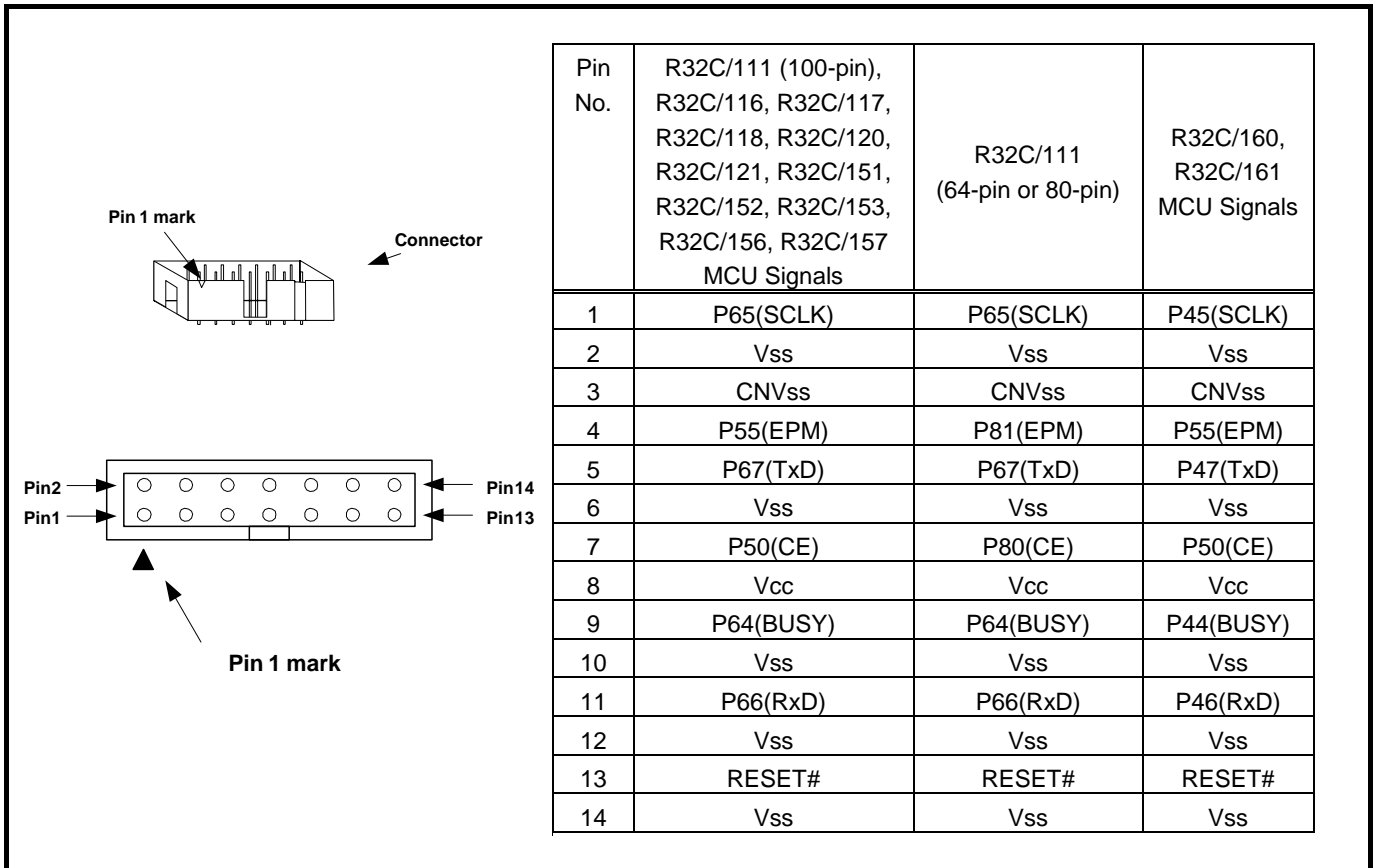 Pin 1 mark
Connector
Pin2
Pin14
Pin1
Pin13
Pin 1 mark
Pin No.
R32C/111 (100-pin),
R32C/116, R32C/117,
R32C/118, R32C/120,
R32C/121, R32C/151,
R32C/152, R32C/153,
R32C/156, R32C/157
MCU Signals
R32C/111
(64-pin or 80-pin)
R32C/160,
R32C/161
MCU Signals
1 P65(SCLK) P65(SCLK) P45(SCLK)
2 Vss Vss Vss
3 CNVss CNVss CNVss
4 P55(EPM) P81(EPM) P55(EPM)
5 P67(TxD) P67(TxD) P47(TxD)
6 Vss Vss Vss
7 P50(CE) P80(CE) P50(CE)
8 Vcc Vcc Vcc
9 P64(BUSY) P64(BUSY) P44(BUSY)
10 Vss Vss Vss
11 P66(RxD) P66(RxD) P46(RxD)
12 Vss Vss Vss
13 RESET# RESET# RESET#
14 Vss Vss Vss